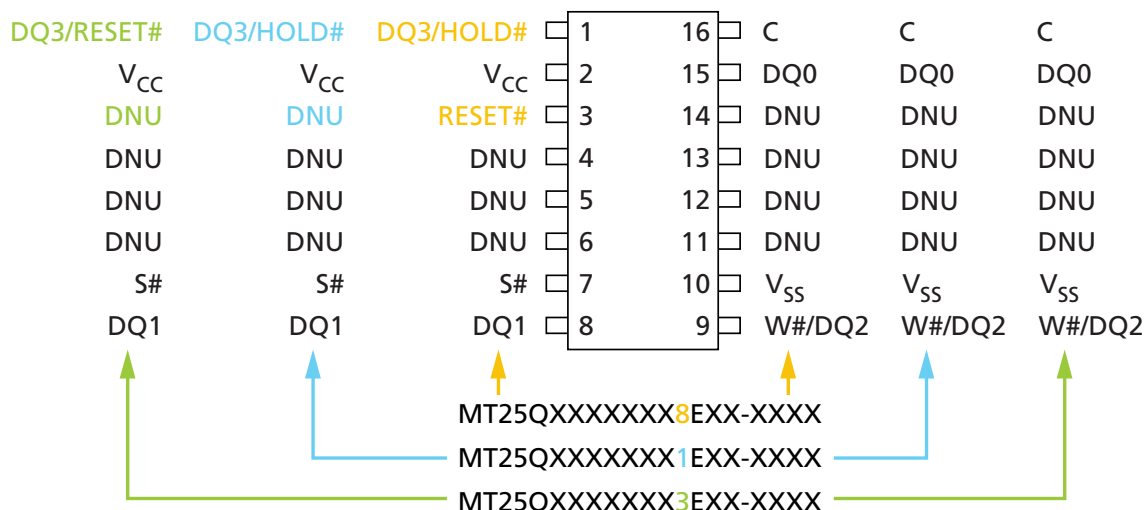 DQ3/RESET# DQ3/HOLD# DQ3/HOLD# 1 16 C C C
VCC VCC VCC 2 15 DQ0 DQ0 DQ0
DNU DNU RESET# 3 14 DNU DNU DNU
DNU DNU DNU 4 13 DNU DNU DNU
DNU DNU DNU 5 12 DNU DNU DNU
DNU DNU DNU 6 11 DNU DNU DNU
S# S# S# 7 10 VSS VSS VSS
DQ1 DQ1 DQ1 8 9 W#/DQ2 W#/DQ2 W#/DQ2
MT25QXXXXXXX8EXX-XXXX
MT25QXXXXXXX1EXX-XXXX
MT25QXXXXXXX3EXX-XXXX